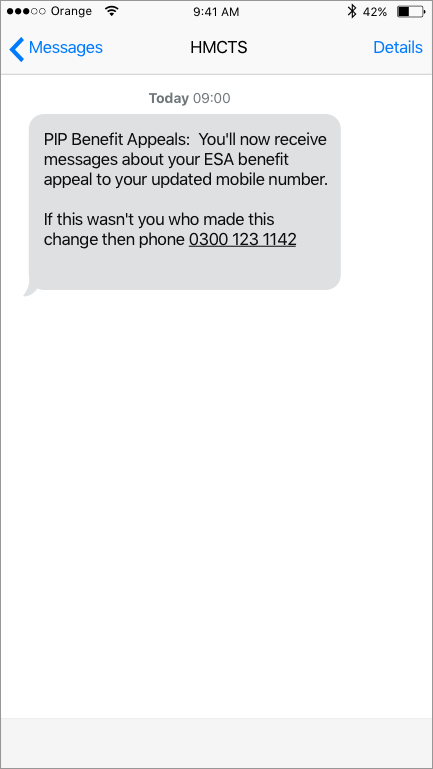 Orange 9:41 AM 42%
Messages HMCTS Details
Today 09:00
PIP Benefit Appeals:  You'll now receive
messages about your ESA benefit
appeal to your updated mobile number.
If this wasn't you who made this
change then phone 0300 123 1142